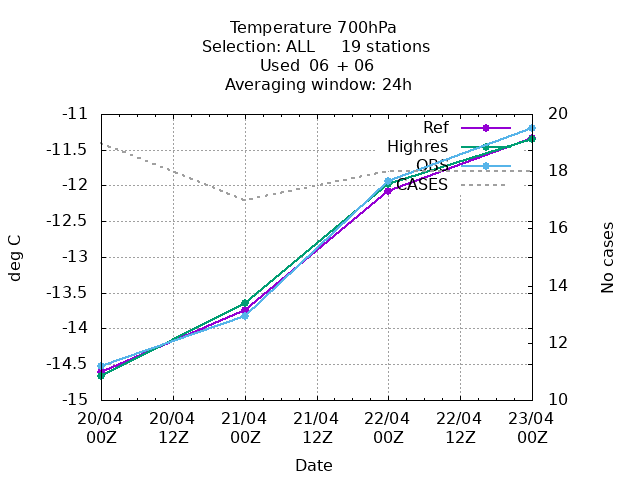 Temperature 700hPa
Selection: ALL     19 stations
Used  06 + 06
Averaging window: 24h
-11
-11.5
-12
-12.5
-13
-13.5
-14
-14.5
-15
deg C
20
18
16
14
12
10
No cases
Ref
Highres
OBS
CASES
20/04 00Z
20/04 12Z
21/04 00Z
21/04 12Z
22/04 00Z
22/04 12Z
23/04 00Z
Date